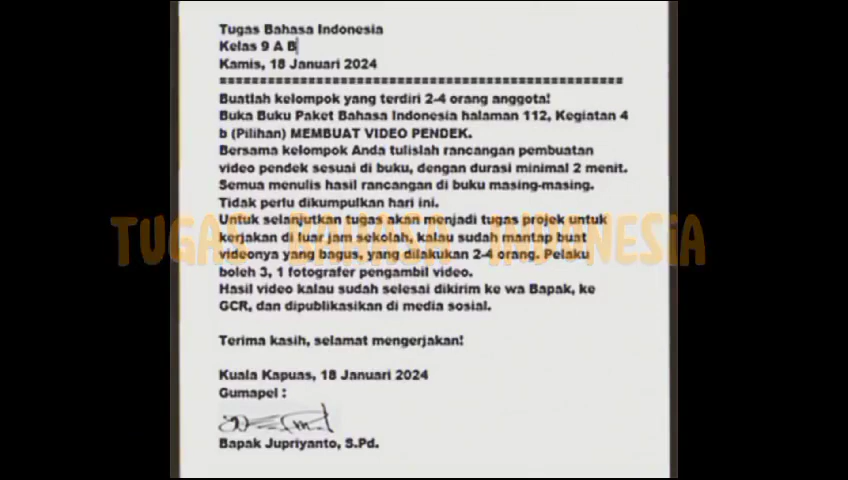 Tugas Bahasa Indonesia
Kelas 9 A B
Kamis, 18 Januari 2024
==================================================
Buatlah kelompok yang terdiri 2-4 orang anggota!
Buka Buku Paket Bahasa Indonesia halaman 112, Kegiatan 4
b (Pilihan) MEMBUAT VIDEO PENDEK.
Bersama kelompok Anda tulislah rancangan pembuatan
video pendek sesuai di buku, dengan durasi minimal 2 menit.
Semua menulis hasil rancangan di buku masing-masing.
Tidak perlu dikumpulkan hari ini.
Untuk selanjutkan tugas akan menjadi tugas projek untuk
kerjakan di luar jam sekolah, kalau sudah mantap buat
videonya yang bagus, yang dilakukan 2-4 orang. Pelaku
boleh 3, 1 fotografer pengambil video.
Hasil video kalau sudah selesai dikirim ke wa Bapak, ke
GCR, dan dipublikasikan di media sosial.
Terima kasih, selamat mengerjakan!
Kuala Kapuas, 18 Januari 2024
Gumapel :
Bapak Jupriyanto, S.Pd.
TUGAS BAHASA INDONESIA